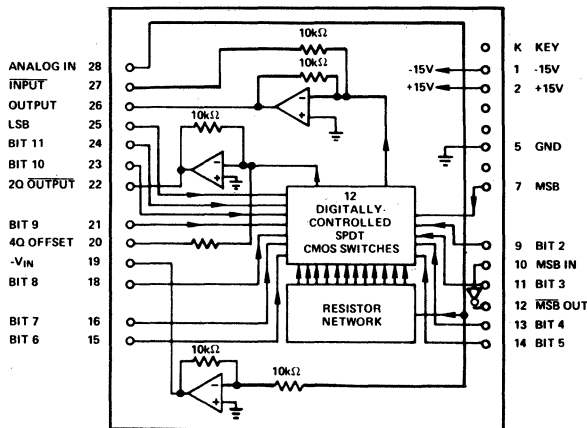 10kΩ
K KEY
ANALOG IN 28
10kΩ
-15V
1 -15V
INPUT 27
+15V
2 +15V
OUTPUT 26
LSB 25
10kΩ
BIT 11 24
5 GND
BIT 10 23
2Q OUTPUT 22
12
DIGITALLY-
CONTROLLED
SPDT
CMOS SWITCHES
7 MSB
BIT 9 21
4Q OFFSET 20
9 BIT 2
-VIN 19
10 MSB IN
BIT 8 18
11 BIT 3
12 MSB OUT
BIT 7 16
RESISTOR
NETWORK
13 BIT 4
BIT 6 15
14 BIT 5
10kΩ
10kΩ